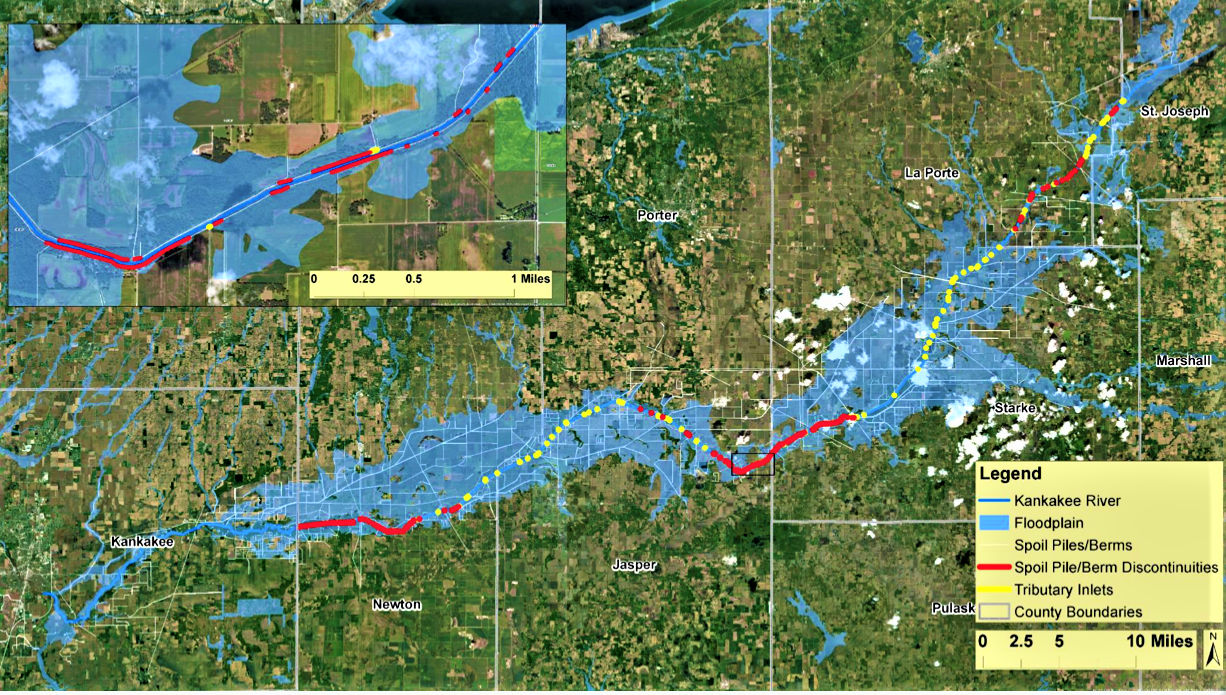 St. Joseph
La Porte
Porter
0 0.25 0.5 1 Miles
Marshall
Starke
Legend
Kankakee River
Floodplain
Spoil Piles/Berms
Spoil Pile/Berm Discontinuities
Tributary Inlets
County Boundaries
Kankakee
Jasper
Newton
Pulask
0 2.5 5 10 Miles
N